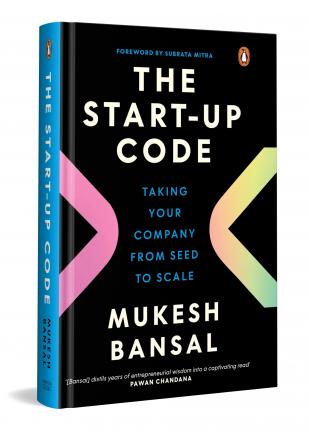 FOREWORD BY SUBRATA MITRA
THE
START-UP
CODE
TAKING
YOUR
COMPANY
FROM SEED
TO SCALE
MUKESH
BANSAL
'[Bansal] distils years of entrepreneurial wisdom into a captivating read'
PAWAN CHANDANA
THE START-UP CODE
MUKESH
BANSAL